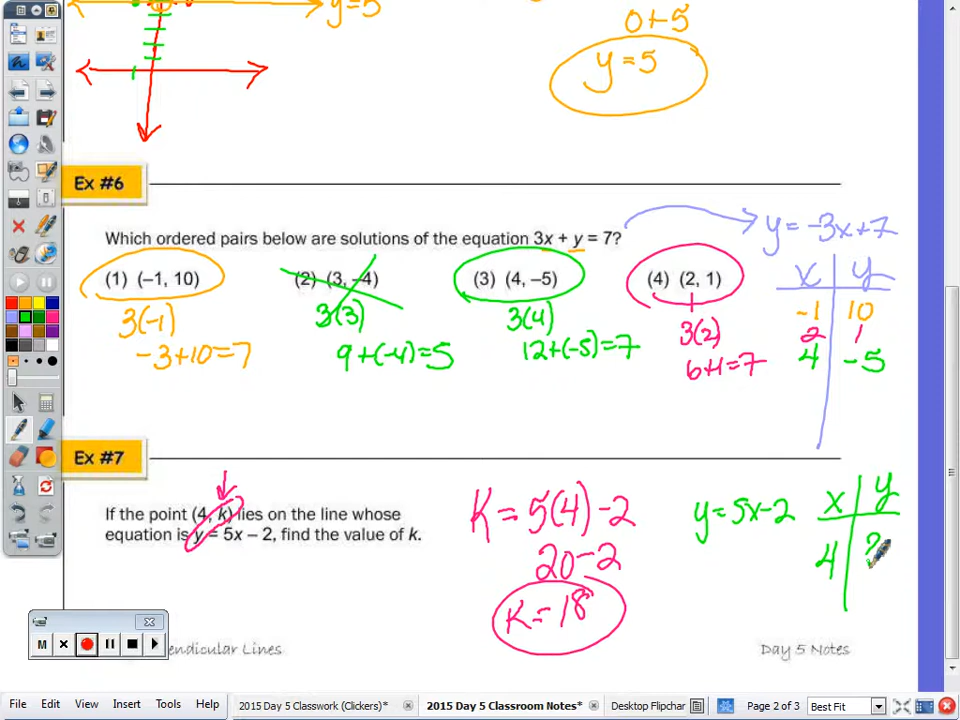 y=5
0+5
y=5
Ex #6
Which ordered pairs below are solutions of the equation 3x + y = 7?
y=-3x+7
(1) (–1, 10) (2) (3, –4) (3) (4, –5) (4) (2, 1)
x y
3(-1) 3(3) 3(4) 3(2)
-1 10
2 1
-3+10=7 9+(-4)=5 12+(-5)=7 6+1=7
4 -5
Ex #7
If the point (4, k) lies on the line whose
equation is y = 5x – 2, find the value of k.
K=5(4)-2
20-2
K=18
y=5x-2
x y
4 ?
M
endicular Lines
Day 5 Notes
File Edit View Insert Tools Help
2015 Day 5 Classwork (Clickers)* 2015 Day 5 Classroom Notes* Desktop Flipchar
Page 2 of 3 Best Fit